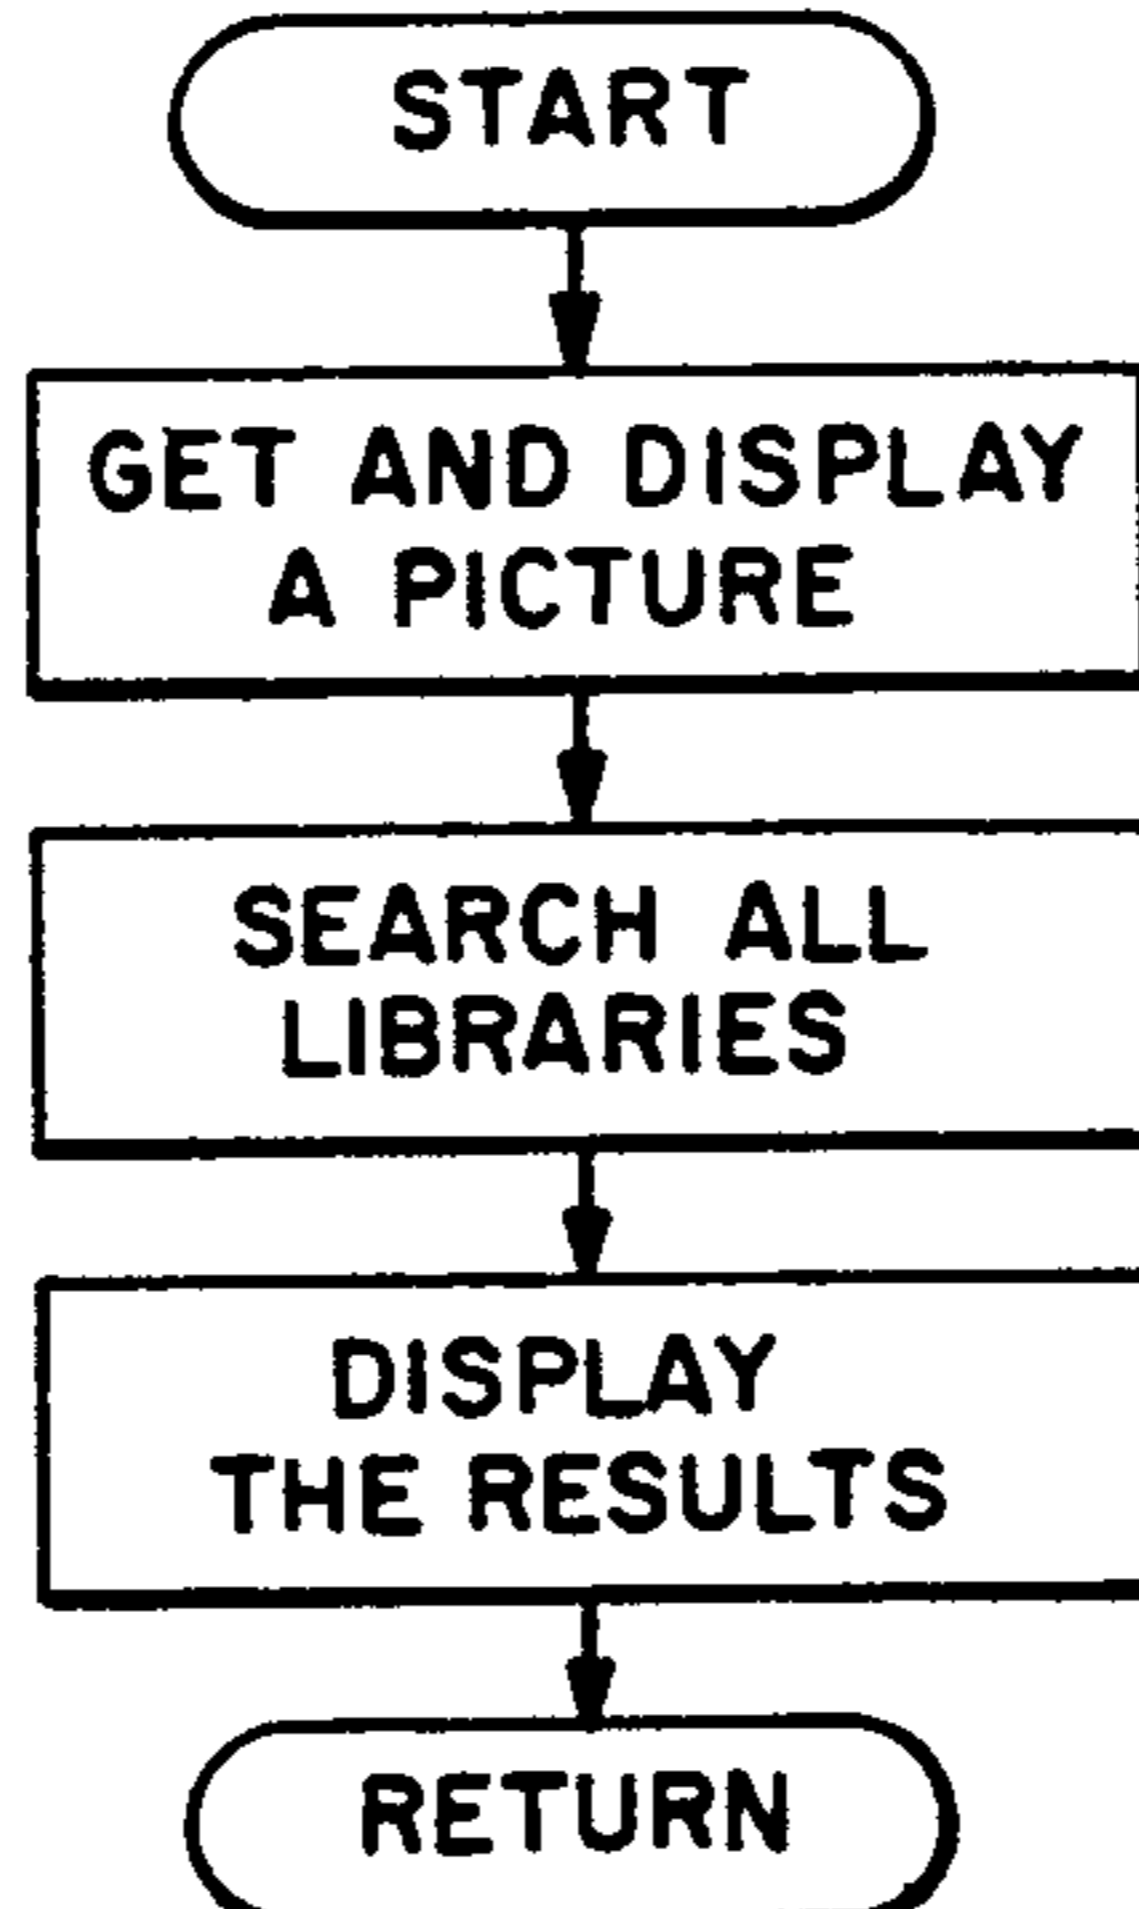 START
GET AND DISPLAY
A PICTURE
SEARCH ALL
LIBRARIES
DISPLAY
THE RESULTS
RETURN